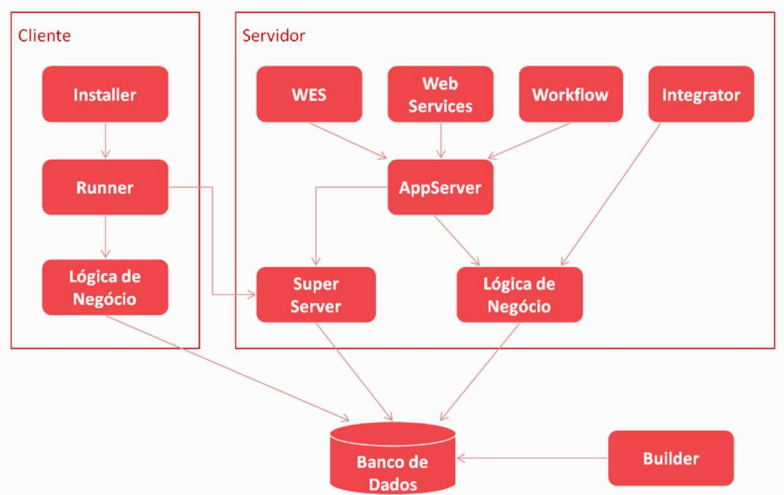 Cliente
Servidor
Installer
WES
Web
Services
Workflow
Integrator
Runner
AppServer
Lógica de
Negócio
Super
Server
Lógica de
Negócio
Banco de
Dados
Builder